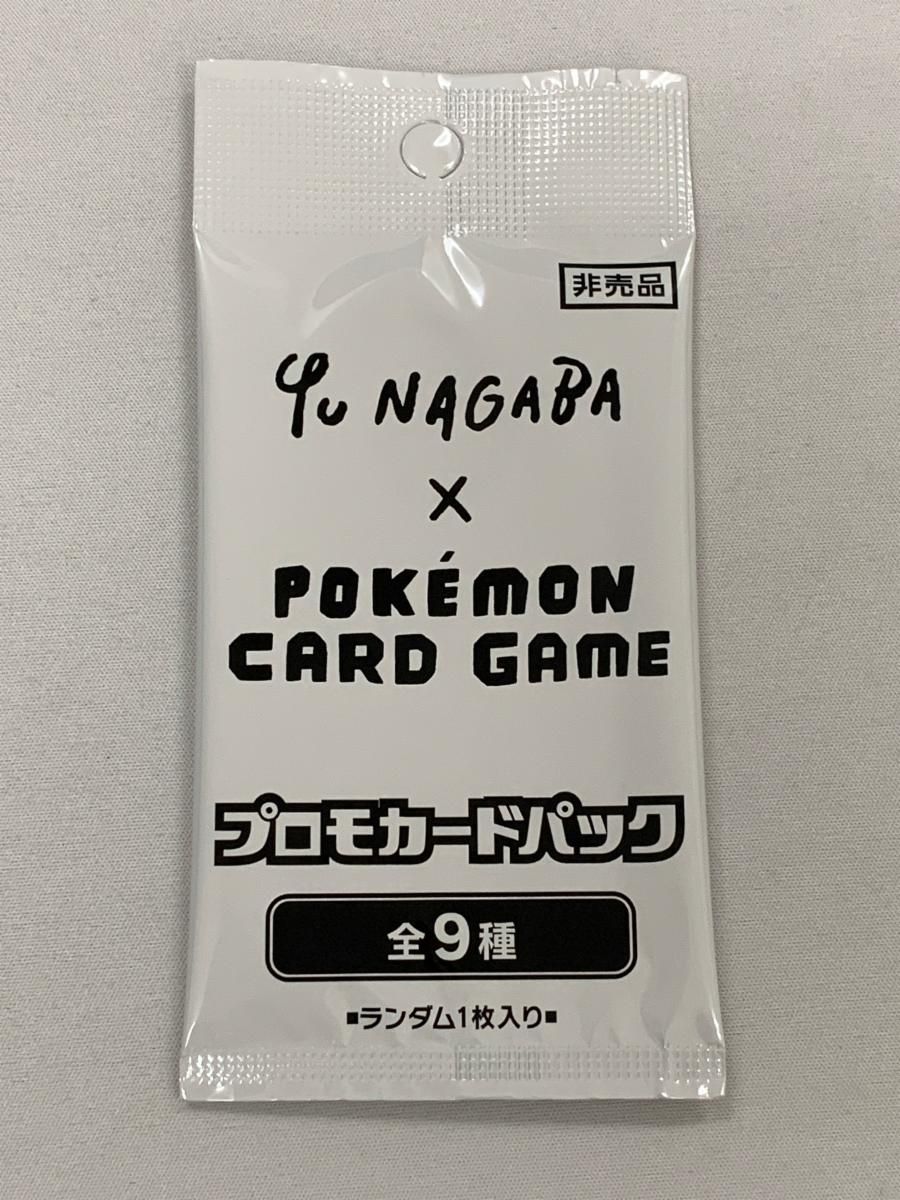 非売品
Yu NAGABA
×
POKÉMON
CARD GAME
プロモカードパック
全9種
■ランダム1枚入り■